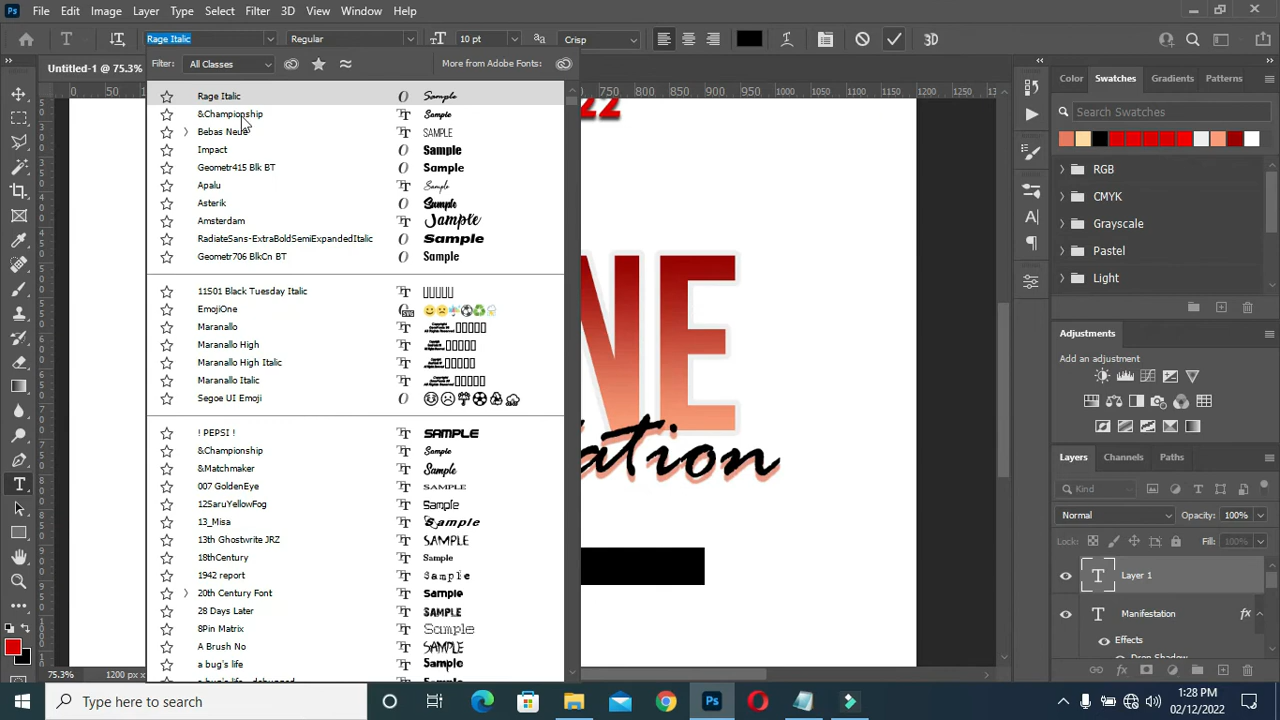 Ps File Edit Image Layer Type Select Filter 3D View Window Help
T Rage Italic Regular 10 pt Crisp 3D
Untitled-1 @ 75.3%
Filter: All Classes More from Adobe Fonts:
0 50 750 800 850 900 950 1000 1050 1100 1150 1200
Rage Italic Sample
&Championship Sample
Bebas Neue SAMPLE
Impact Sample
Geometr415 Blk BT Sample
Apalu Sample
Asterik Sample
Amsterdam Sample
RadiateSans-ExtraBoldSemiExpandedItalic Sample
Geometr706 BlkCn BT Sample
11S01 Black Tuesday Italic
EmojiOne
Maranallo
Maranallo High
Maranallo High Italic
Maranallo Italic
Segoe UI Emoji
! PEPSI ! SAMPLE
&Championship Sample
&Matchmaker Sample
007 GoldenEye SAMPLE
12SaruYellowFog Sample
13_Misa Sample
13th Ghostwrite JRZ SAMPLE
18thCentury Sample
1942 report Sample
20th Century Font Sample
28 Days Later SAMPLE
8Pin Matrix Sample
A Brush No SAMPLE
a bug's life Sample
a bug's life - debugged
22
NE
ation
Color Swatches Gradients Patterns
Search Swatches
RGB
CMYK
Grayscale
Pastel
Light
Adjustments
Add an adjustment
Layers Channels Paths
Kind
Normal Opacity: 100%
Lock: Fill: 100%
T Layer 1
T Manifestation fx
Effects
Drop Shadow
75.3% 1200 px x
Type here to search
1:28 PM
02/12/2022